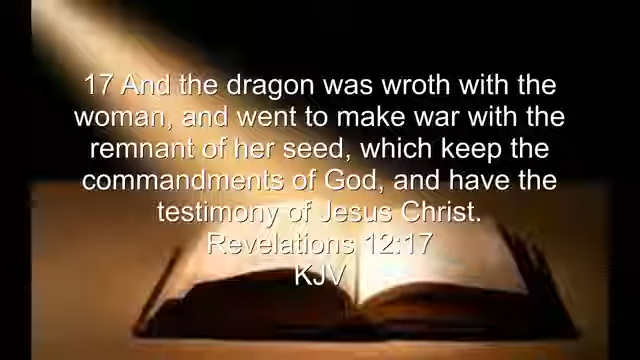 17 And the dragon was wroth with the
woman, and went to make war with the
remnant of her seed, which keep the
commandments of God, and have the
testimony of Jesus Christ.
Revelations 12:17
KJV